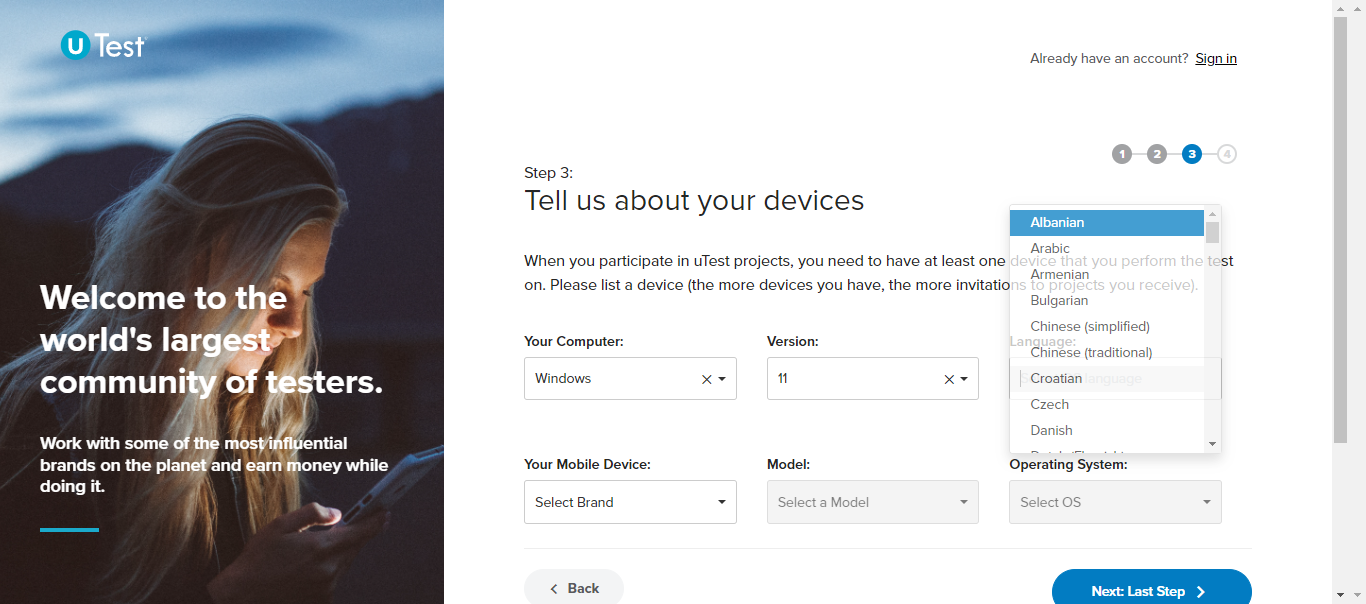 uTest
Welcome to the
world's largest
community of testers.
Work with some of the most influential
brands on the planet and earn money while
doing it.
Already have an account? Sign in
1 2 3 4
Step 3:
Tell us about your devices
When you participate in uTest projects, you need to have at least one device that you perform the test
on. Please list a device (the more devices you have, the more invitations to projects you receive).
Your Computer: Version: Language:
Windows 11 language
Albanian
Arabic
Armenian
Bulgarian
Chinese (simplified)
Chinese (traditional)
Croatian
Czech
Danish
Your Mobile Device: Model: Operating System:
Select Brand Select a Model Select OS
Back Next: Last Step